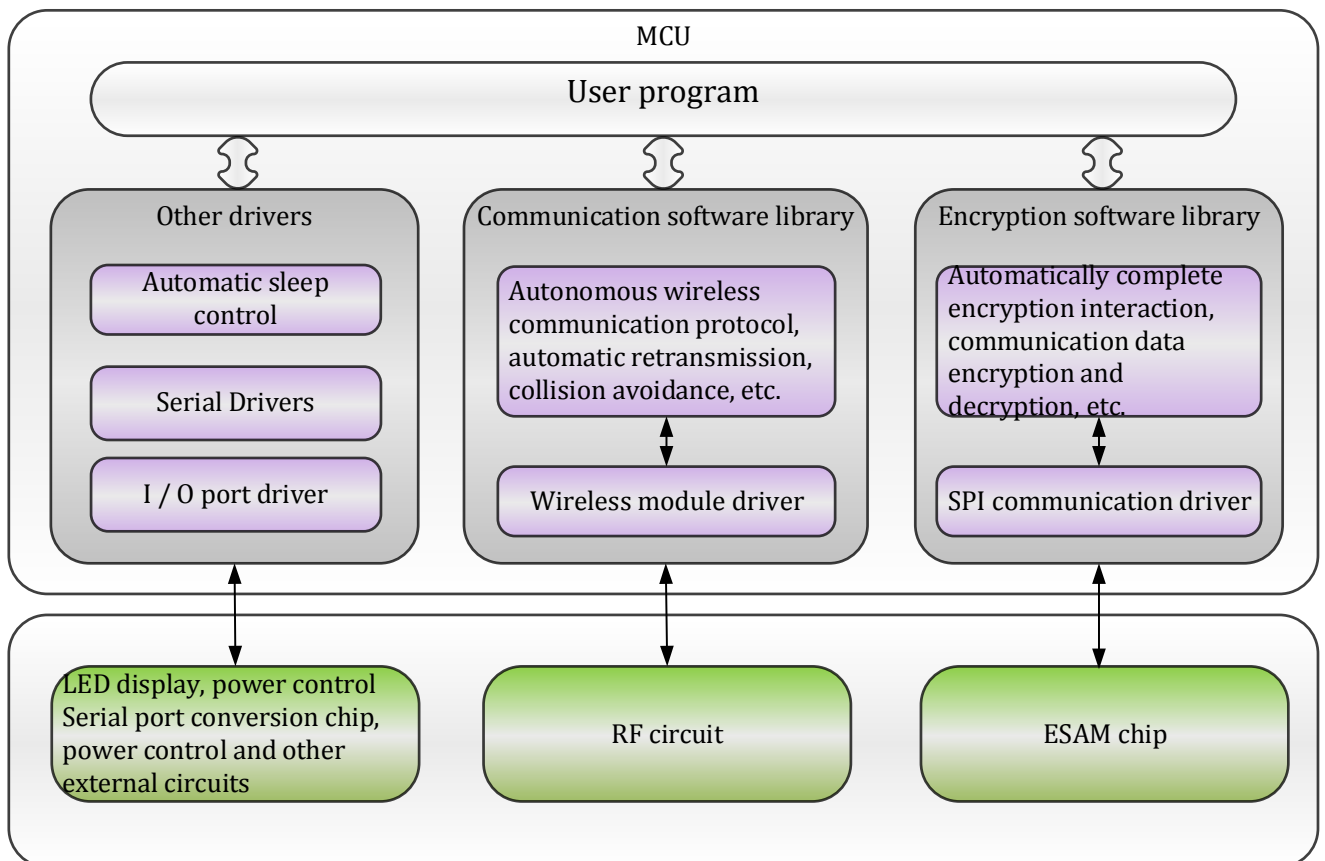 MCU
User program
Other drivers
Automatic sleep
control
Serial Drivers
I / O port driver
Communication software library
Autonomous wireless
communication protocol,
automatic retransmission,
collision avoidance, etc.
Wireless module driver
Encryption software library
Automatically complete
encryption interaction,
communication data
encryption and
decryption, etc.
SPI communication driver
LED display, power control
Serial port conversion chip,
power control and other
external circuits
RF circuit
ESAM chip